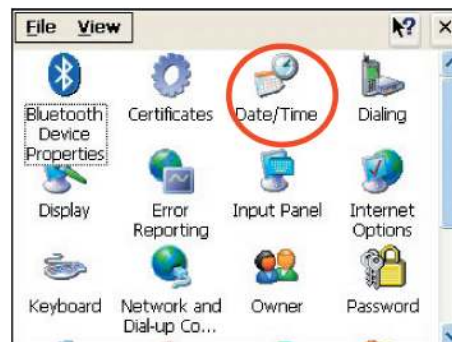 File View
Bluetooth Device Properties
Certificates
Date/Time
Dialing
Display
Error Reporting
Input Panel
Internet Options
Keyboard
Network and Dial-up Co...
Owner
Password